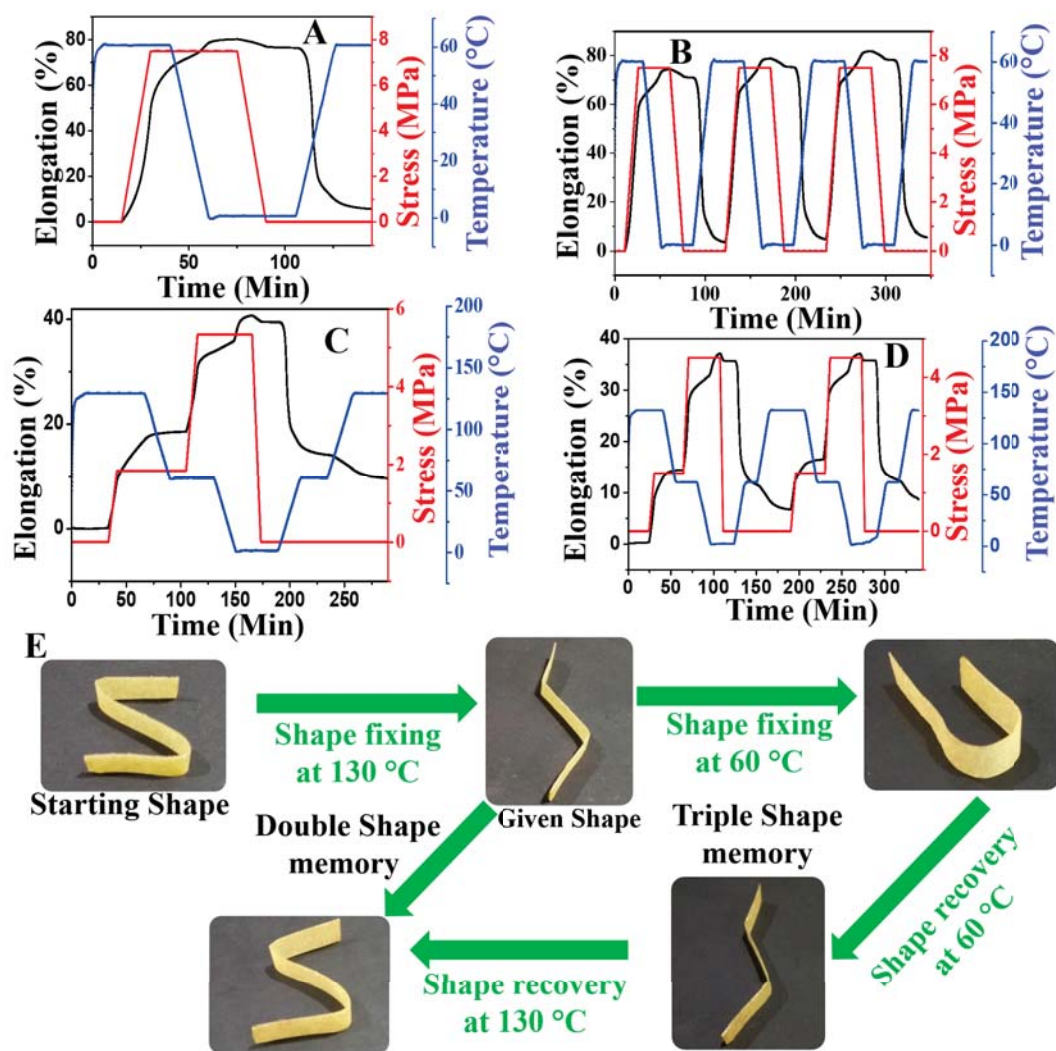 A
Elongation (%)
80
60
40
20
0
0
50
100
Time (Min)
Stress (MPa)
8
6
4
2
0
Temperature (°C)
60
40
20
0
B
Elongation (%)
80
60
40
20
0
0
100
200
300
Time (Min)
Stress (MPa)
8
6
4
2
0
Temperature (°C)
60
40
20
0
C
Elongation (%)
40
20
0
0
50
100
150
200
250
Time (Min)
Stress (MPa)
6
4
2
0
Temperature (°C)
200
150
100
50
0
D
Elongation (%)
40
30
20
10
0
0
50
100
150
200
250
300
Time (Min)
Stress (MPa)
4
2
0
Temperature (°C)
200
150
100
50
0
E
Starting Shape
Shape fixing
at 130 °C
Given Shape
Shape fixing
at 60 °C
Double Shape
memory
Triple Shape
memory
Shape recovery
at 60 °C
Shape recovery
at 130 °C